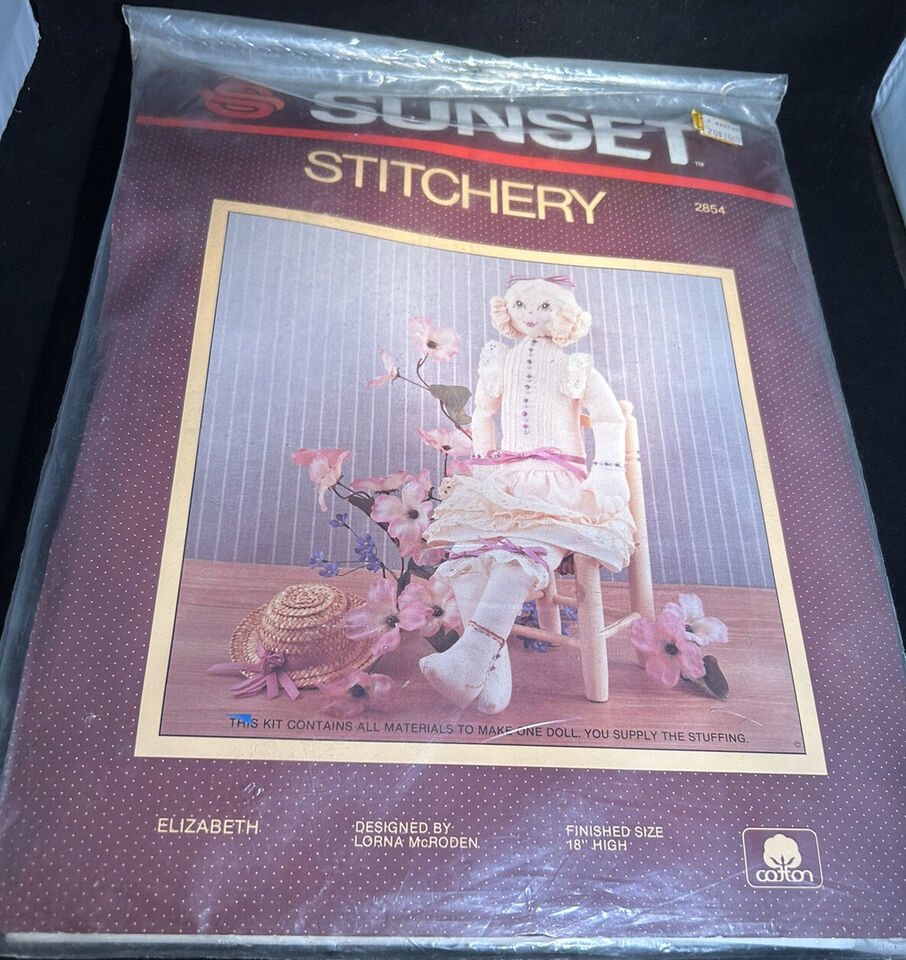 SUNSET™
STITCHERY
2854
THIS KIT CONTAINS ALL MATERIALS TO MAKE ONE DOLL. YOU SUPPLY THE STUFFING.
©
ELIZABETH
DESIGNED BY
LORNA McRODEN
FINISHED SIZE
18" HIGH
cotton